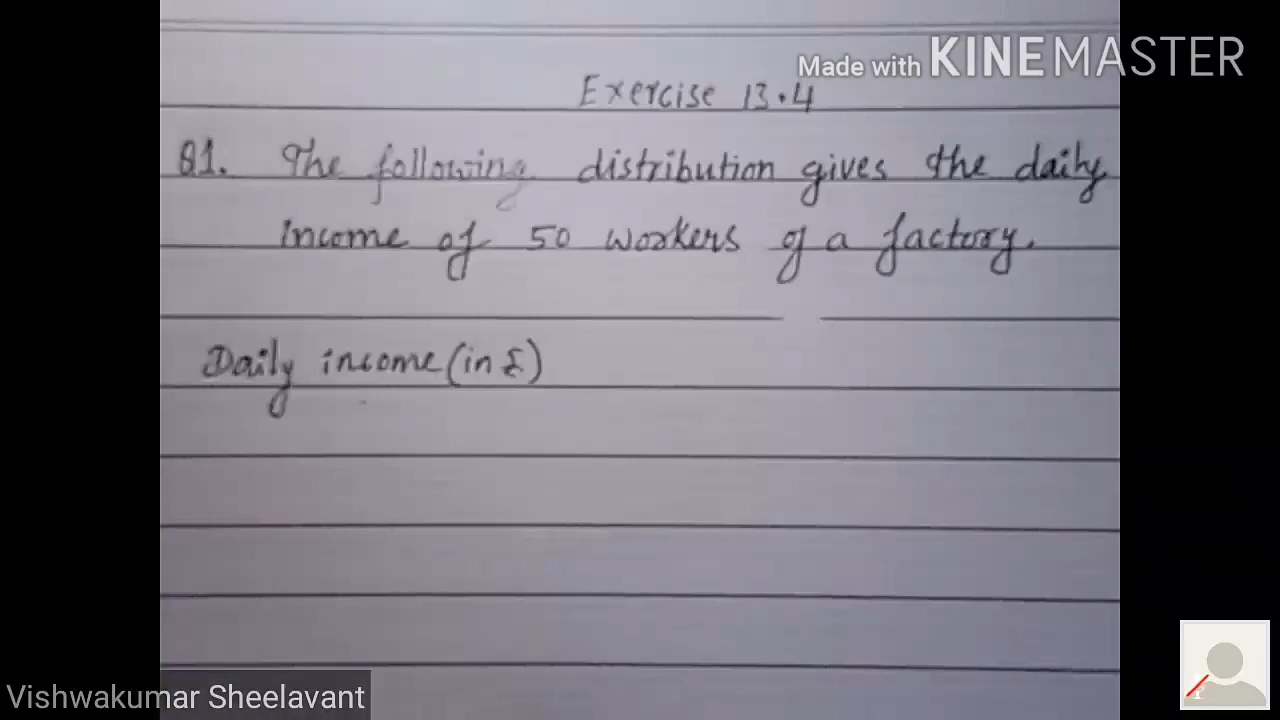 Made with KINEMASTER
Exercise 13.4
Q1. The following distribution gives the daily
income of 50 workers of a factory.
Daily income (in ₹)
Vishwakumar Sheelavant